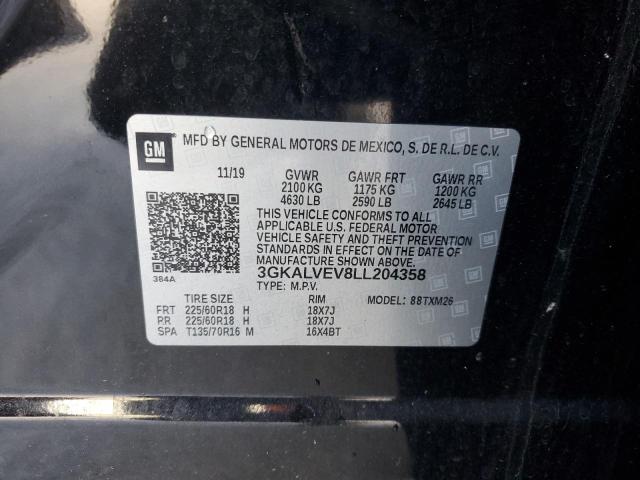 GM MFD BY GENERAL MOTORS DE MEXICO, S. DE R.L. DE C.V.
11/19 GVWR GAWR FRT GAWR RR
2100 KG 1175 KG 1200 KG
4630 LB 2590 LB 2645 LB
THIS VEHICLE CONFORMS TO ALL
APPLICABLE U.S. FEDERAL MOTOR
VEHICLE SAFETY AND THEFT PREVENTION
STANDARDS IN EFFECT ON THE DATE OF
MANUFACTURE SHOWN ABOVE.
384A
3GKALVEV8LL204358
TYPE: M.P.V.
TIRE SIZE RIM MODEL: 88TXM26
FRT 225/60R18 H 18X7J
RR 225/60R18 H 18X7J
SPA T135/70R16 M 16X4BT